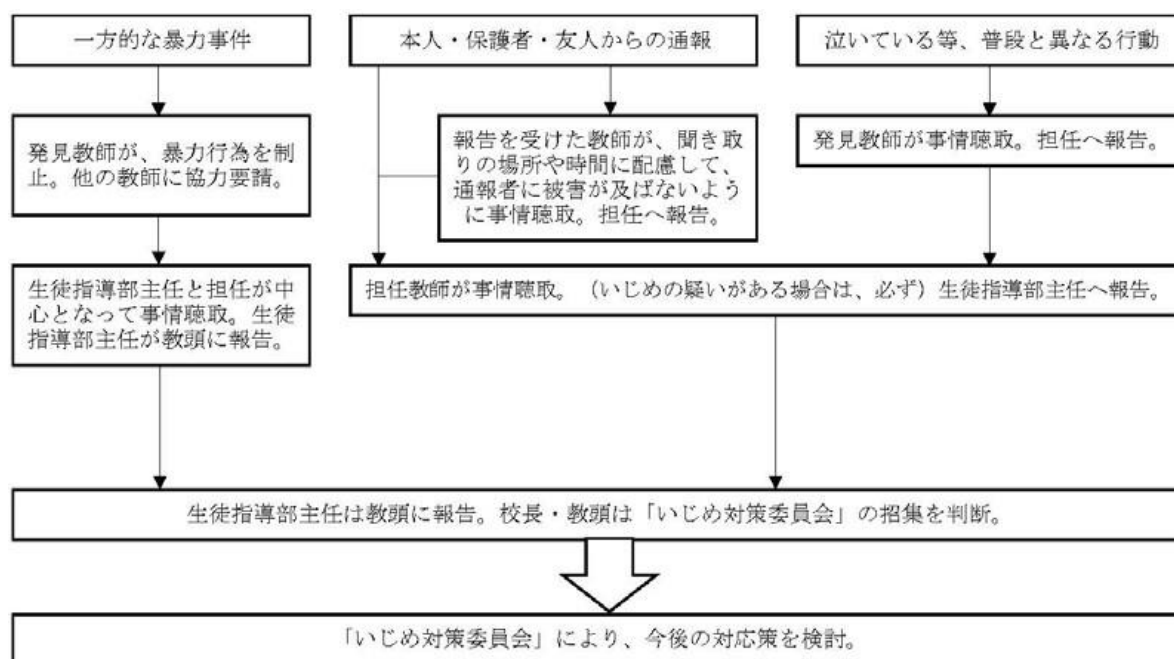 一方的な暴力事件
本人・保護者・友人からの通報
泣いている等、普段と異なる行動
発見教師が、暴力行為を制
止。他の教師に協力要請。
報告を受けた教師が、聞き取
りの場所や時間に配慮して、
通報者に被害が及ばないよう
に事情聴取。担任へ報告。
発見教師が事情聴取。担任へ報告。
生徒指導部主任と担任が中
心となって事情聴取。生徒
指導部主任が教頭に報告。
担任教師が事情聴取。（いじめの疑いがある場合は、必ず）生徒指導部主任へ報告。
生徒指導部主任は教頭に報告。校長・教頭は「いじめ対策委員会」の招集を判断。
「いじめ対策委員会」により、今後の対応策を検討。